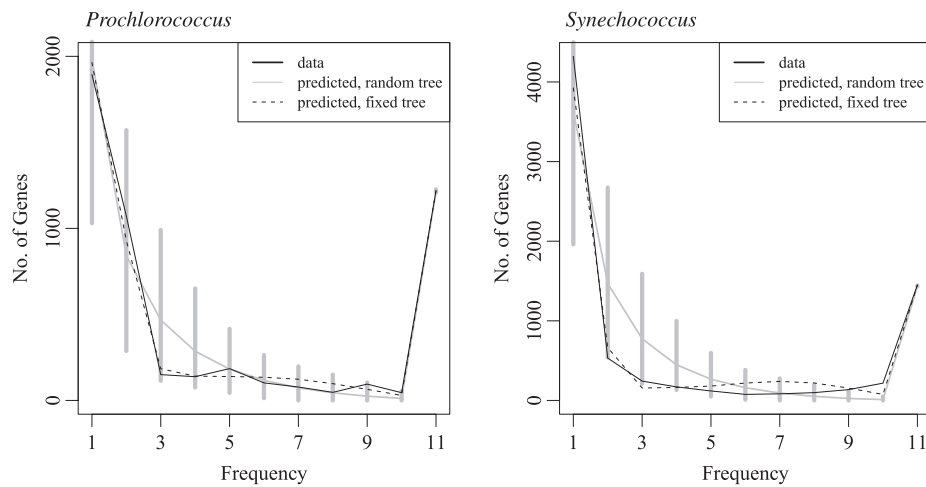 Prochlorococcus
No. of Genes
2000
1000
0
data
predicted, random tree
predicted, fixed tree
1 3 5 7 9 11
Frequency
Synechococcus
No. of Genes
4000
3000
2000
1000
0
data
predicted, random tree
predicted, fixed tree
1 3 5 7 9 11
Frequency